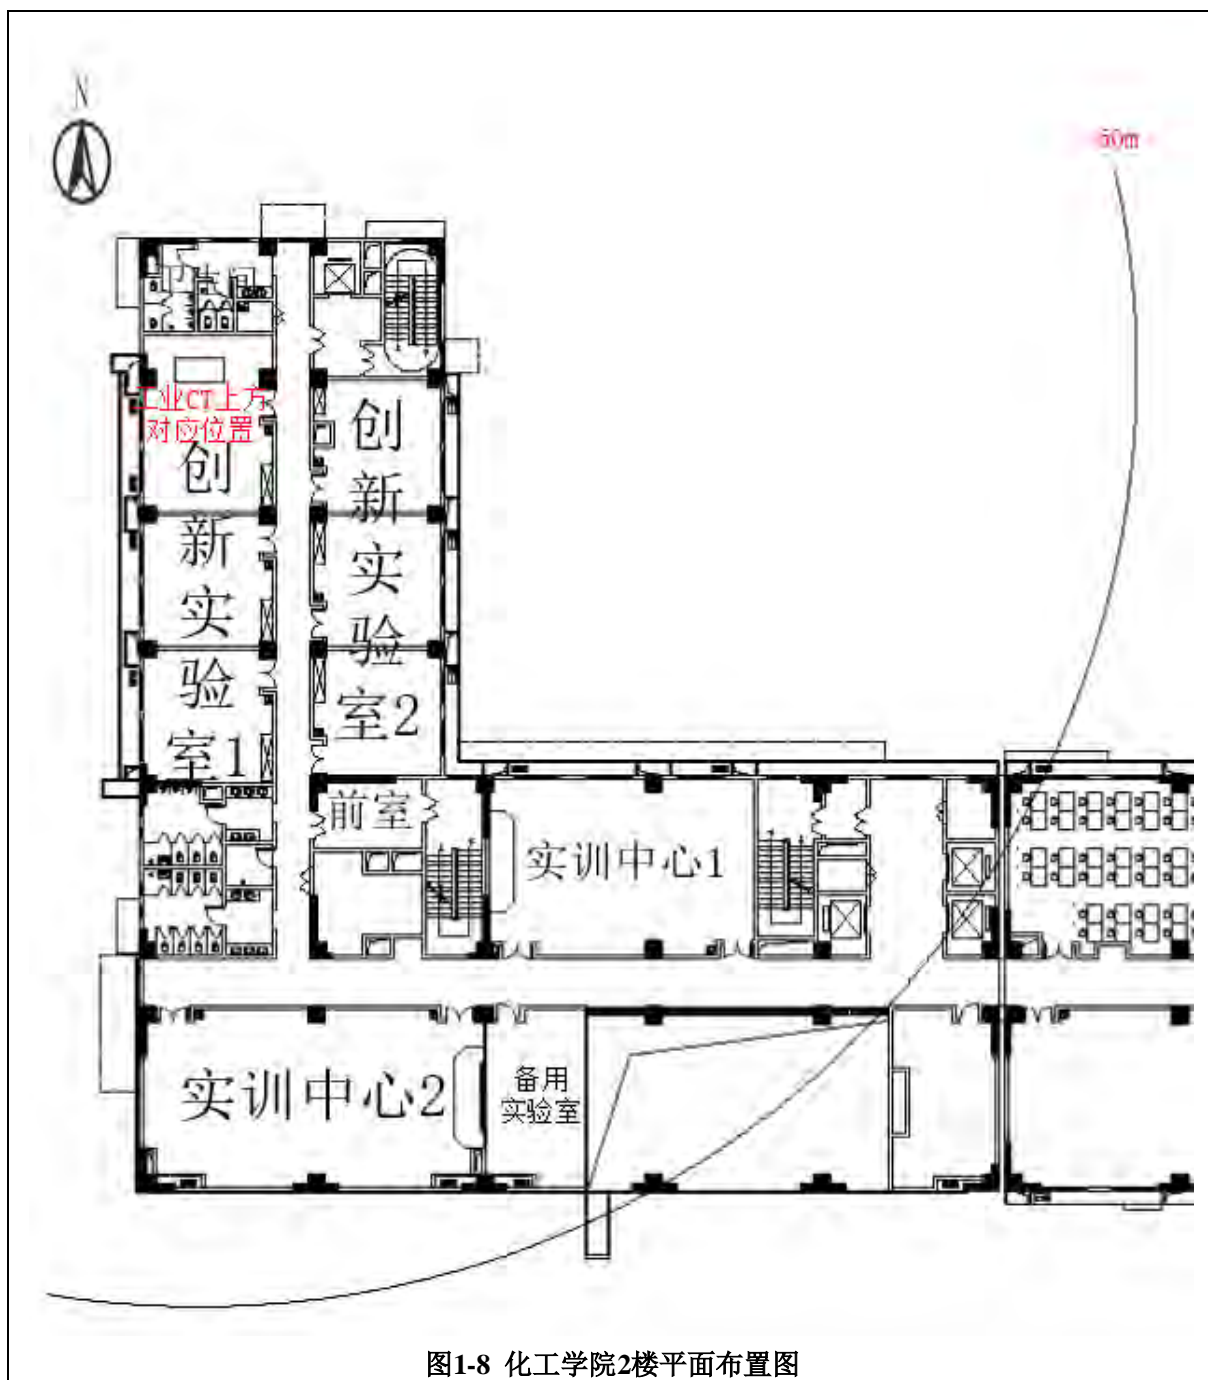 N
50m
工业CT上方
对应位置
创新实验室1
创新实验室2
前室
实训中心1
实训中心2
备用
实验室
图1-8 化工学院2楼平面布置图